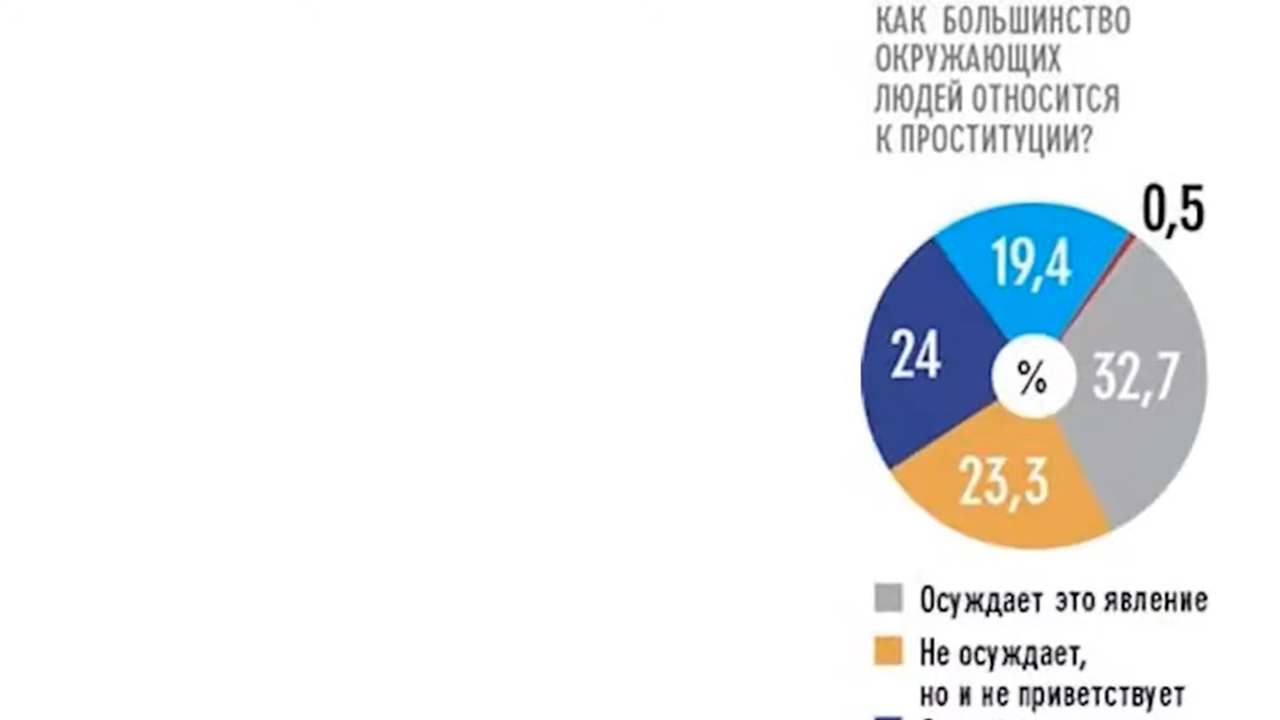 КАК БОЛЬШИНСТВО
ОКРУЖАЮЩИХ
ЛЮДЕЙ ОТНОСИТСЯ
К ПРОСТИТУЦИИ?
0,5
19,4
24
%
32,7
23,3
Осуждает это явление
Не осуждает,
но и не приветствует